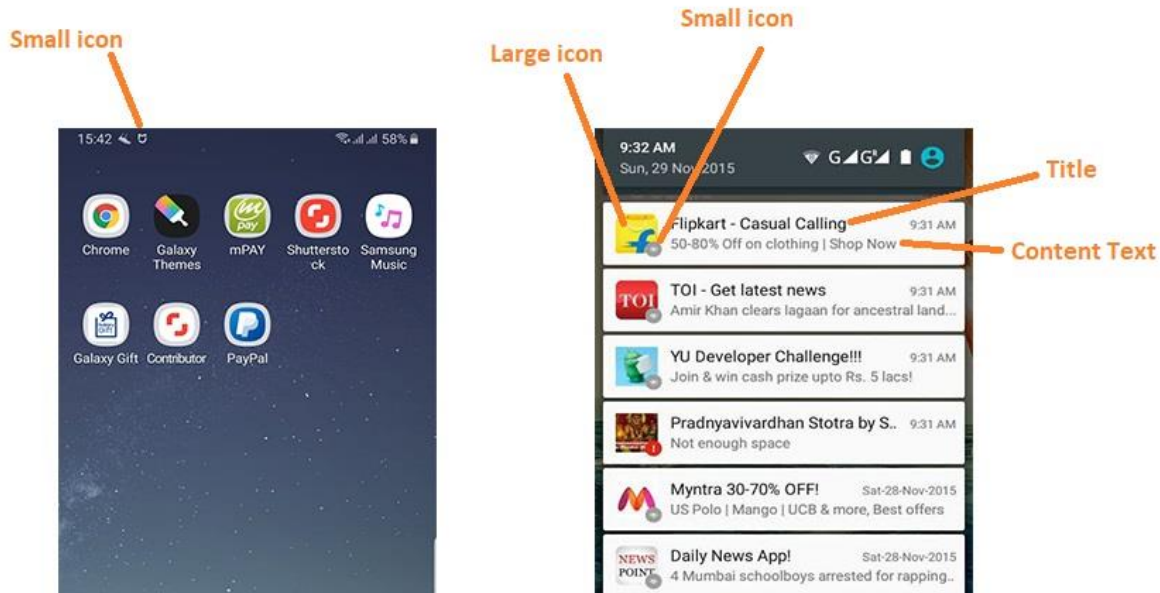 Small icon
Small icon
Large icon
15:42
58%
Chrome
Galaxy Themes
mpay
mPAY
Shuttersto
ck
Samsung
Music
Galaxy Gift
Contributor
PayPal
9:32 AM
Sun, 29 Nov 2015
G G R
Title
Flipkart - Casual Calling 9:31 AM
50-80% Off on clothing | Shop Now
Content Text
TOI
TOI - Get latest news 9:31 AM
Amir Khan clears lagaan for ancestral land...
YU Developer Challenge!!! 9:31 AM
Join & win cash prize upto Rs. 5 lacs!
Pradnyavivardhan Stotra by S.. 9:31 AM
Not enough space
Myntra 30-70% OFF! Sat-28-Nov-2015
US Polo | Mango | UCB & more, Best offers
NEWS
POINT
Daily News App! Sat-28-Nov-2015
4 Mumbai schoolboys arrested for rapping..